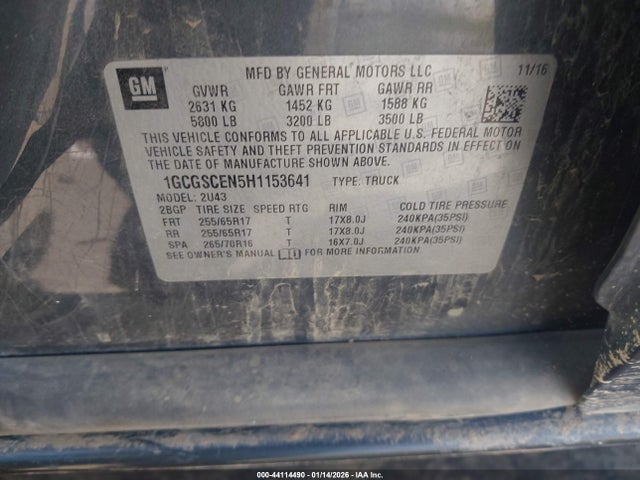 GM
MFD BY GENERAL MOTORS LLC 11/16
GVWR GAWR FRT GAWR RR
2631 KG 1452 KG 1588 KG
5800 LB 3200 LB 3500 LB
THIS VEHICLE CONFORMS TO ALL APPLICABLE U.S. FEDERAL MOTOR
VEHICLE SAFETY AND THEFT PREVENTION STANDARDS IN EFFECT ON
THE DATE OF MANUFACTURE SHOWN ABOVE.
1GCGSCEN5H1153641 TYPE: TRUCK
MODEL: 2U43
2BGP TIRE SIZE SPEED RTG RIM COLD TIRE PRESSURE
FRT 255/65R17 T 17X8.0J 240KPA(35PSI)
RR 255/65R17 T 17X8.0J 240KPA(35PSI)
SPA 265/70R16 T 16X7.0J 240KPA(35PSI)
SEE OWNER'S MANUAL FOR MORE INFORMATION.
000-44114490 - 01/14/2026 - IAA Inc.